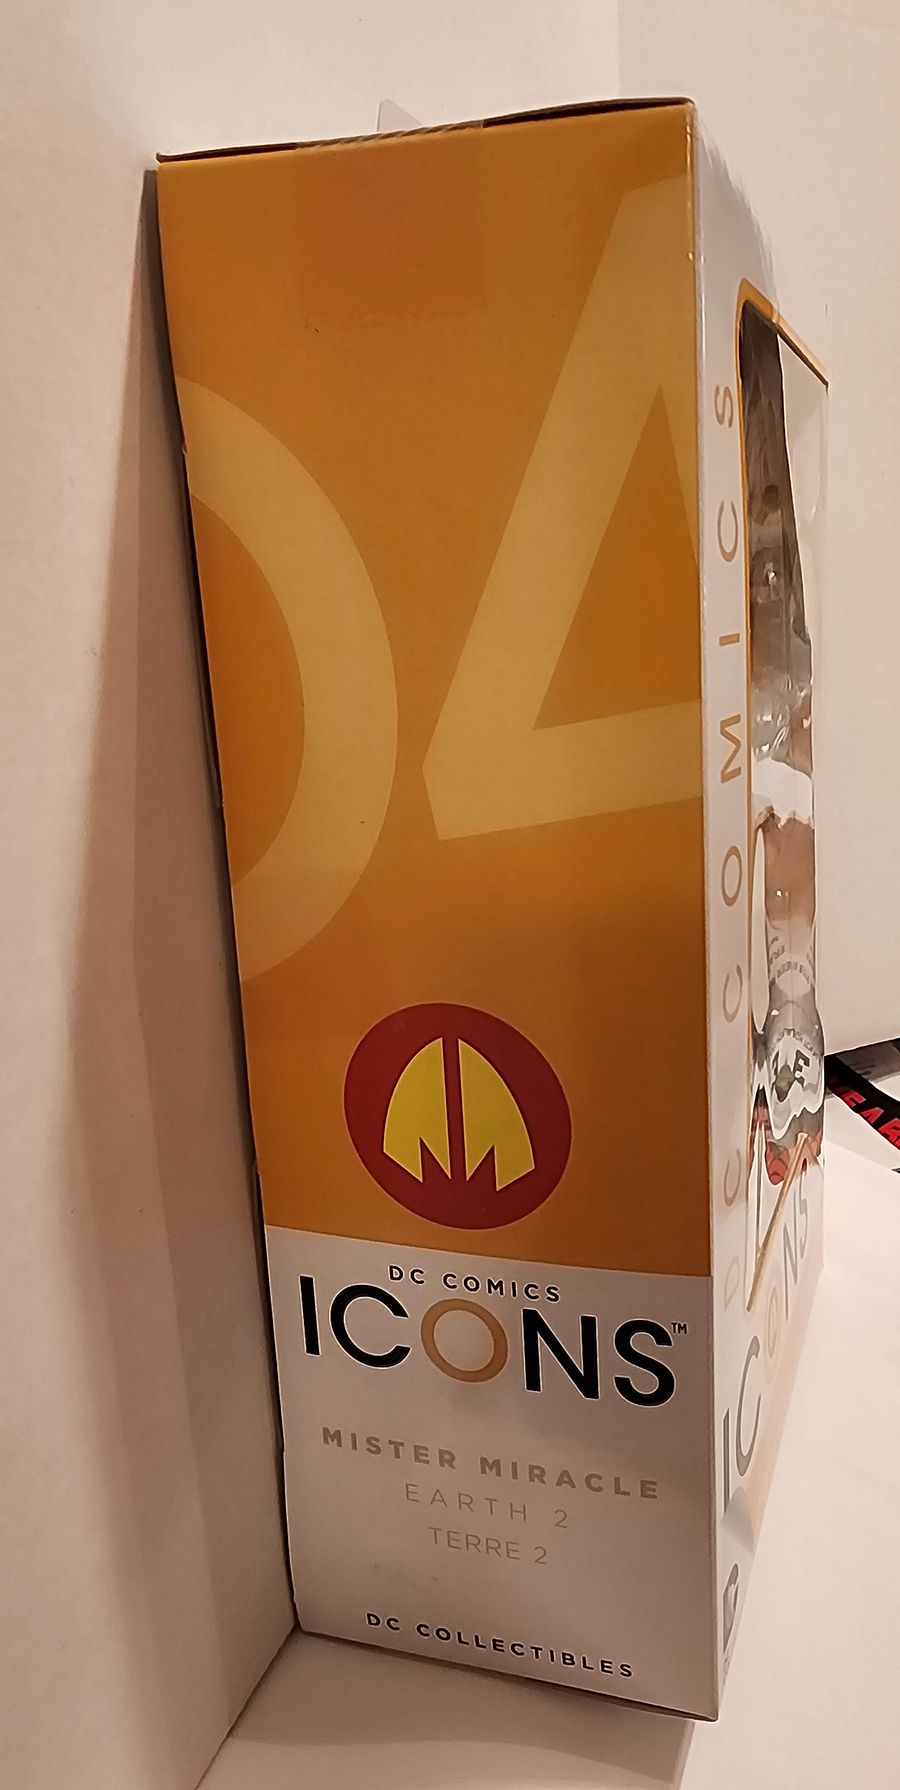 04
DC COMICS
ICONS™
MISTER MIRACLE
EARTH 2
TERRE 2
DC COLLECTIBLES
DC COMICS
ICONS